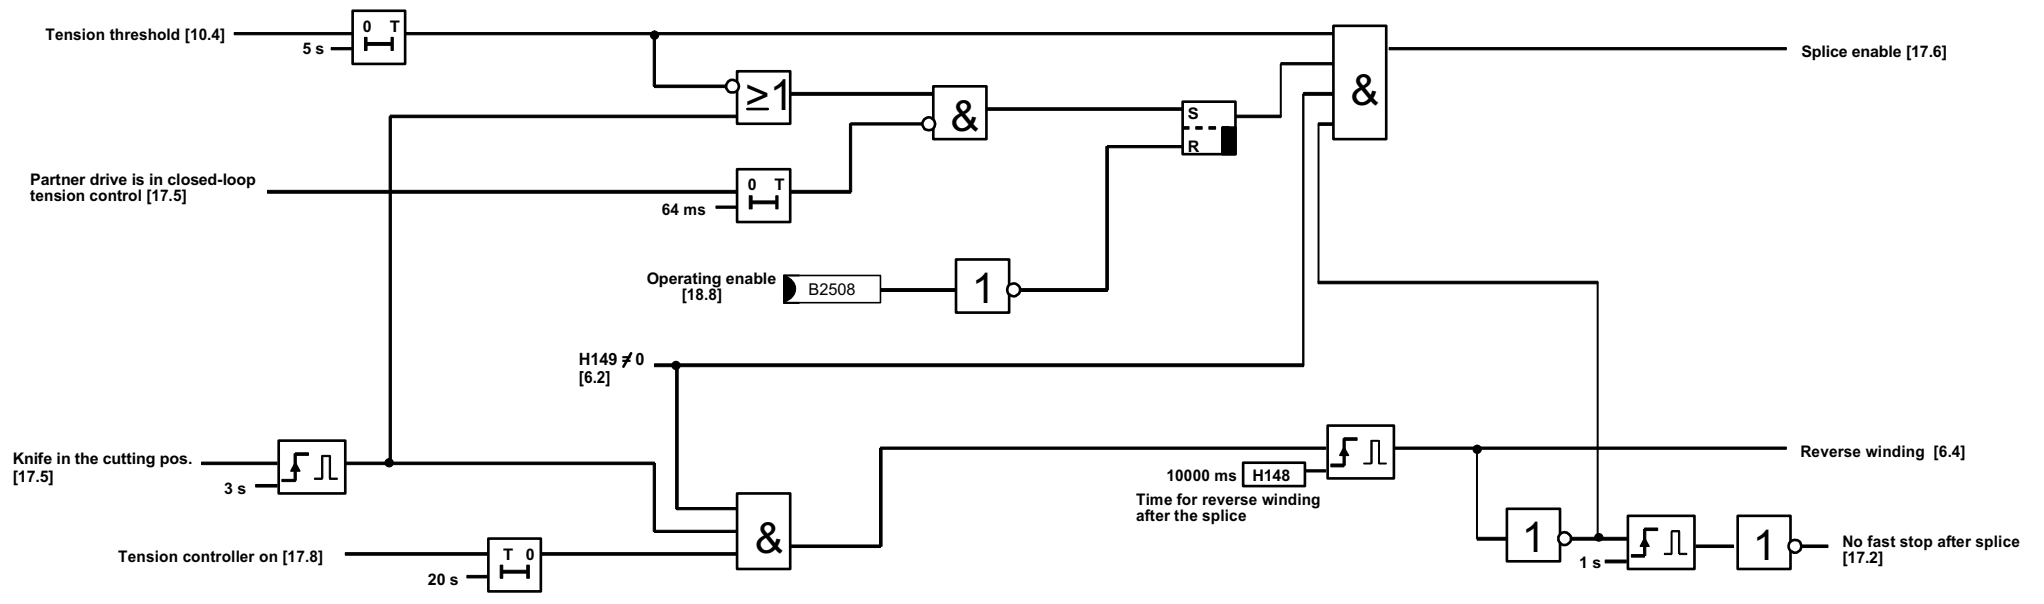 Tension threshold [10.4]
0 T
5 s
≥1
&
&
Splice enable [17.6]
S
R
Partner drive is in closed-loop
tension control [17.5]
0 T
64 ms
Operating enable
[18.8]
B2508
1
H149 ≠ 0
[6.2]
Knife in the cutting pos.
[17.5]
3 s
10000 ms
H148
Time for reverse winding
after the splice
Reverse winding [6.4]
&
Tension controller on [17.8]
T 0
20 s
1
1 s
1
No fast stop after splice
[17.2]